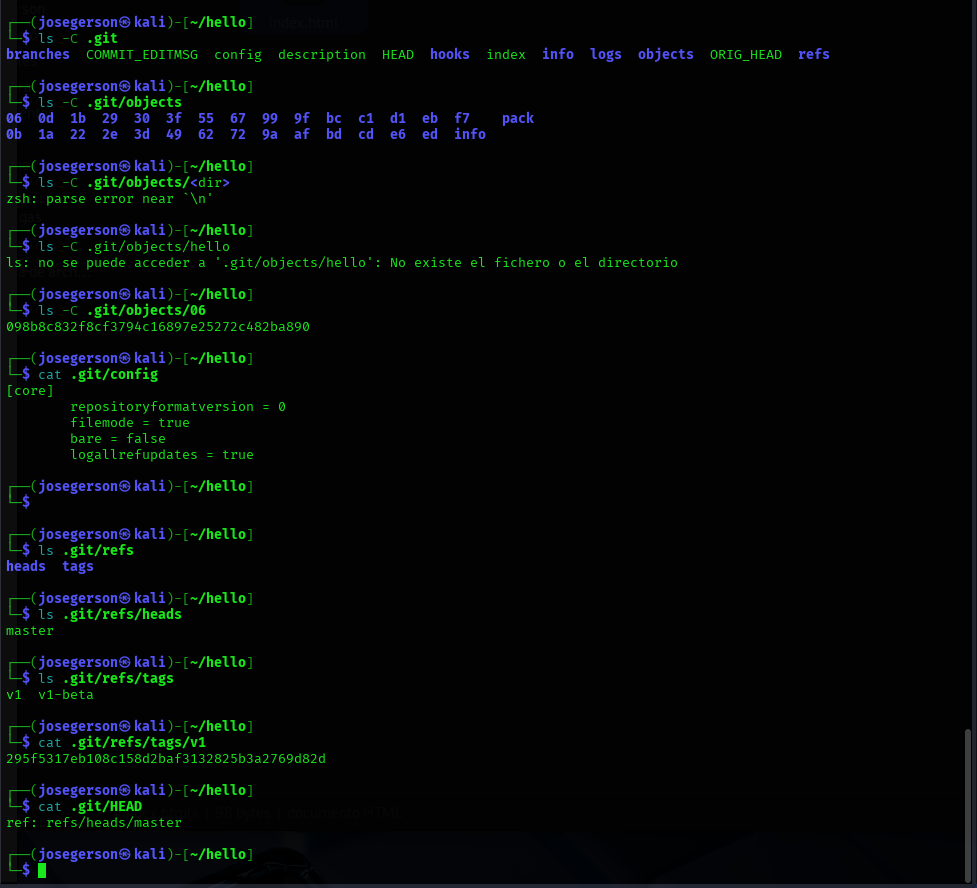 index.html
┌──(josegerson㉿kali)-[~/hello]
└─$ ls -C .git
branches  COMMIT_EDITMSG  config  description  HEAD  hooks  index  info  logs  objects  ORIG_HEAD  refs
┌──(josegerson㉿kali)-[~/hello]
└─$ ls -C .git/objects
06  0d  1b  29  30  3f  55  67  99  9f  bc  c1  d1  eb  f7    pack
0b  1a  22  2e  3d  49  62  72  9a  af  bd  cd  e6  ed  info
┌──(josegerson㉿kali)-[~/hello]
└─$ ls -C .git/objects/<dir>
zsh: parse error near `\n'
┌──(josegerson㉿kali)-[~/hello]
└─$ ls -C .git/objects/hello
ls: no se puede acceder a '.git/objects/hello': No existe el fichero o el directorio
┌──(josegerson㉿kali)-[~/hello]
└─$ ls -C .git/objects/06
098b8c832f8cf3794c16897e25272c482ba890
┌──(josegerson㉿kali)-[~/hello]
└─$ cat .git/config
[core]
        repositoryformatversion = 0
        filemode = true
        bare = false
        logallrefupdates = true
┌──(josegerson㉿kali)-[~/hello]
└─$
┌──(josegerson㉿kali)-[~/hello]
└─$ ls .git/refs
heads  tags
┌──(josegerson㉿kali)-[~/hello]
└─$ ls .git/refs/heads
master
┌──(josegerson㉿kali)-[~/hello]
└─$ ls .git/refs/tags
v1  v1-beta
┌──(josegerson㉿kali)-[~/hello]
└─$ cat .git/refs/tags/v1
295f5317eb108c158d2baf3132825b3a2769d82d
┌──(josegerson㉿kali)-[~/hello]
└─$ cat .git/HEAD
ref: refs/heads/master
┌──(josegerson㉿kali)-[~/hello]
└─$